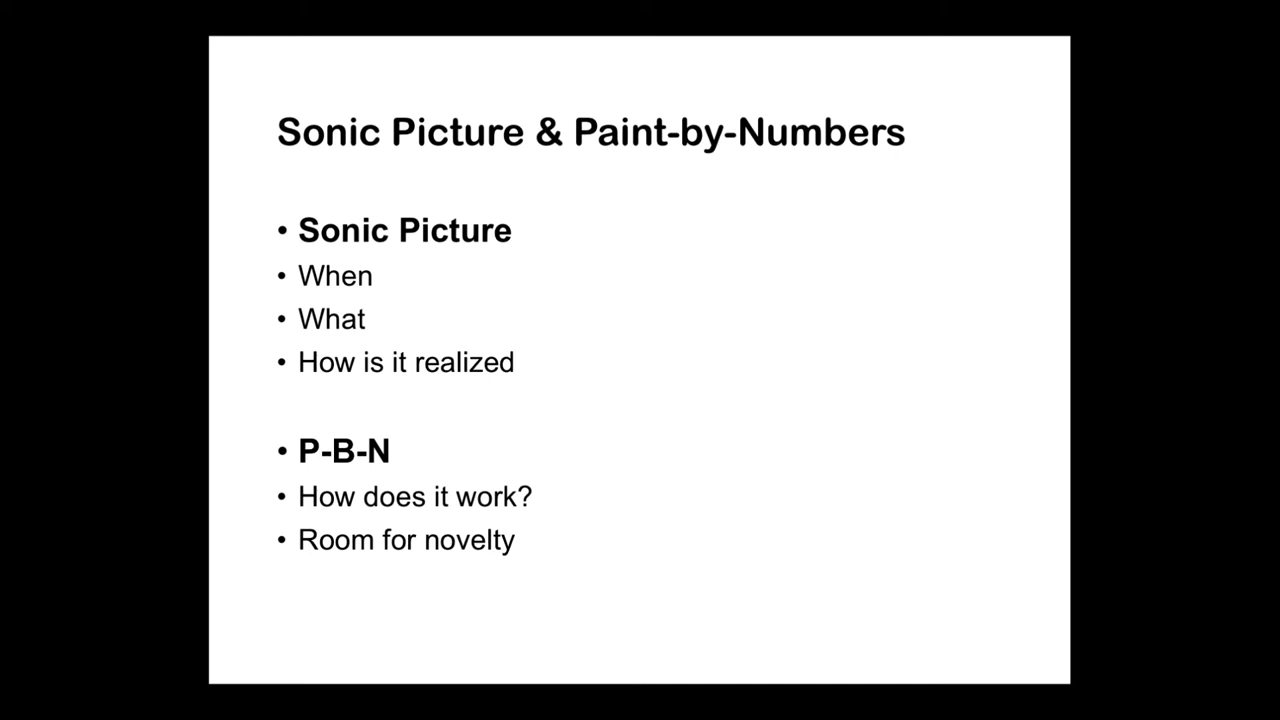 Sonic Picture & Paint-by-Numbers
• Sonic Picture
• When
• What
• How is it realized
• P-B-N
• How does it work?
• Room for novelty